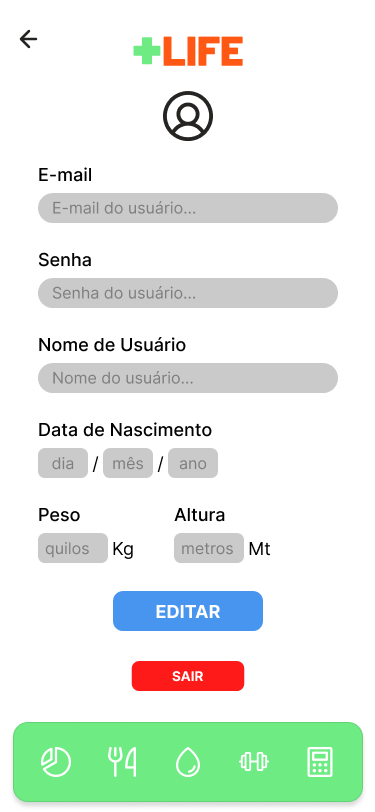 +LIFE
E-mail
E-mail do usuário...
Senha
Senha do usuário...
Nome de Usuário
Nome do usuário...
Data de Nascimento
dia / mês / ano
Peso Altura
quilos Kg metros Mt
EDITAR
SAIR